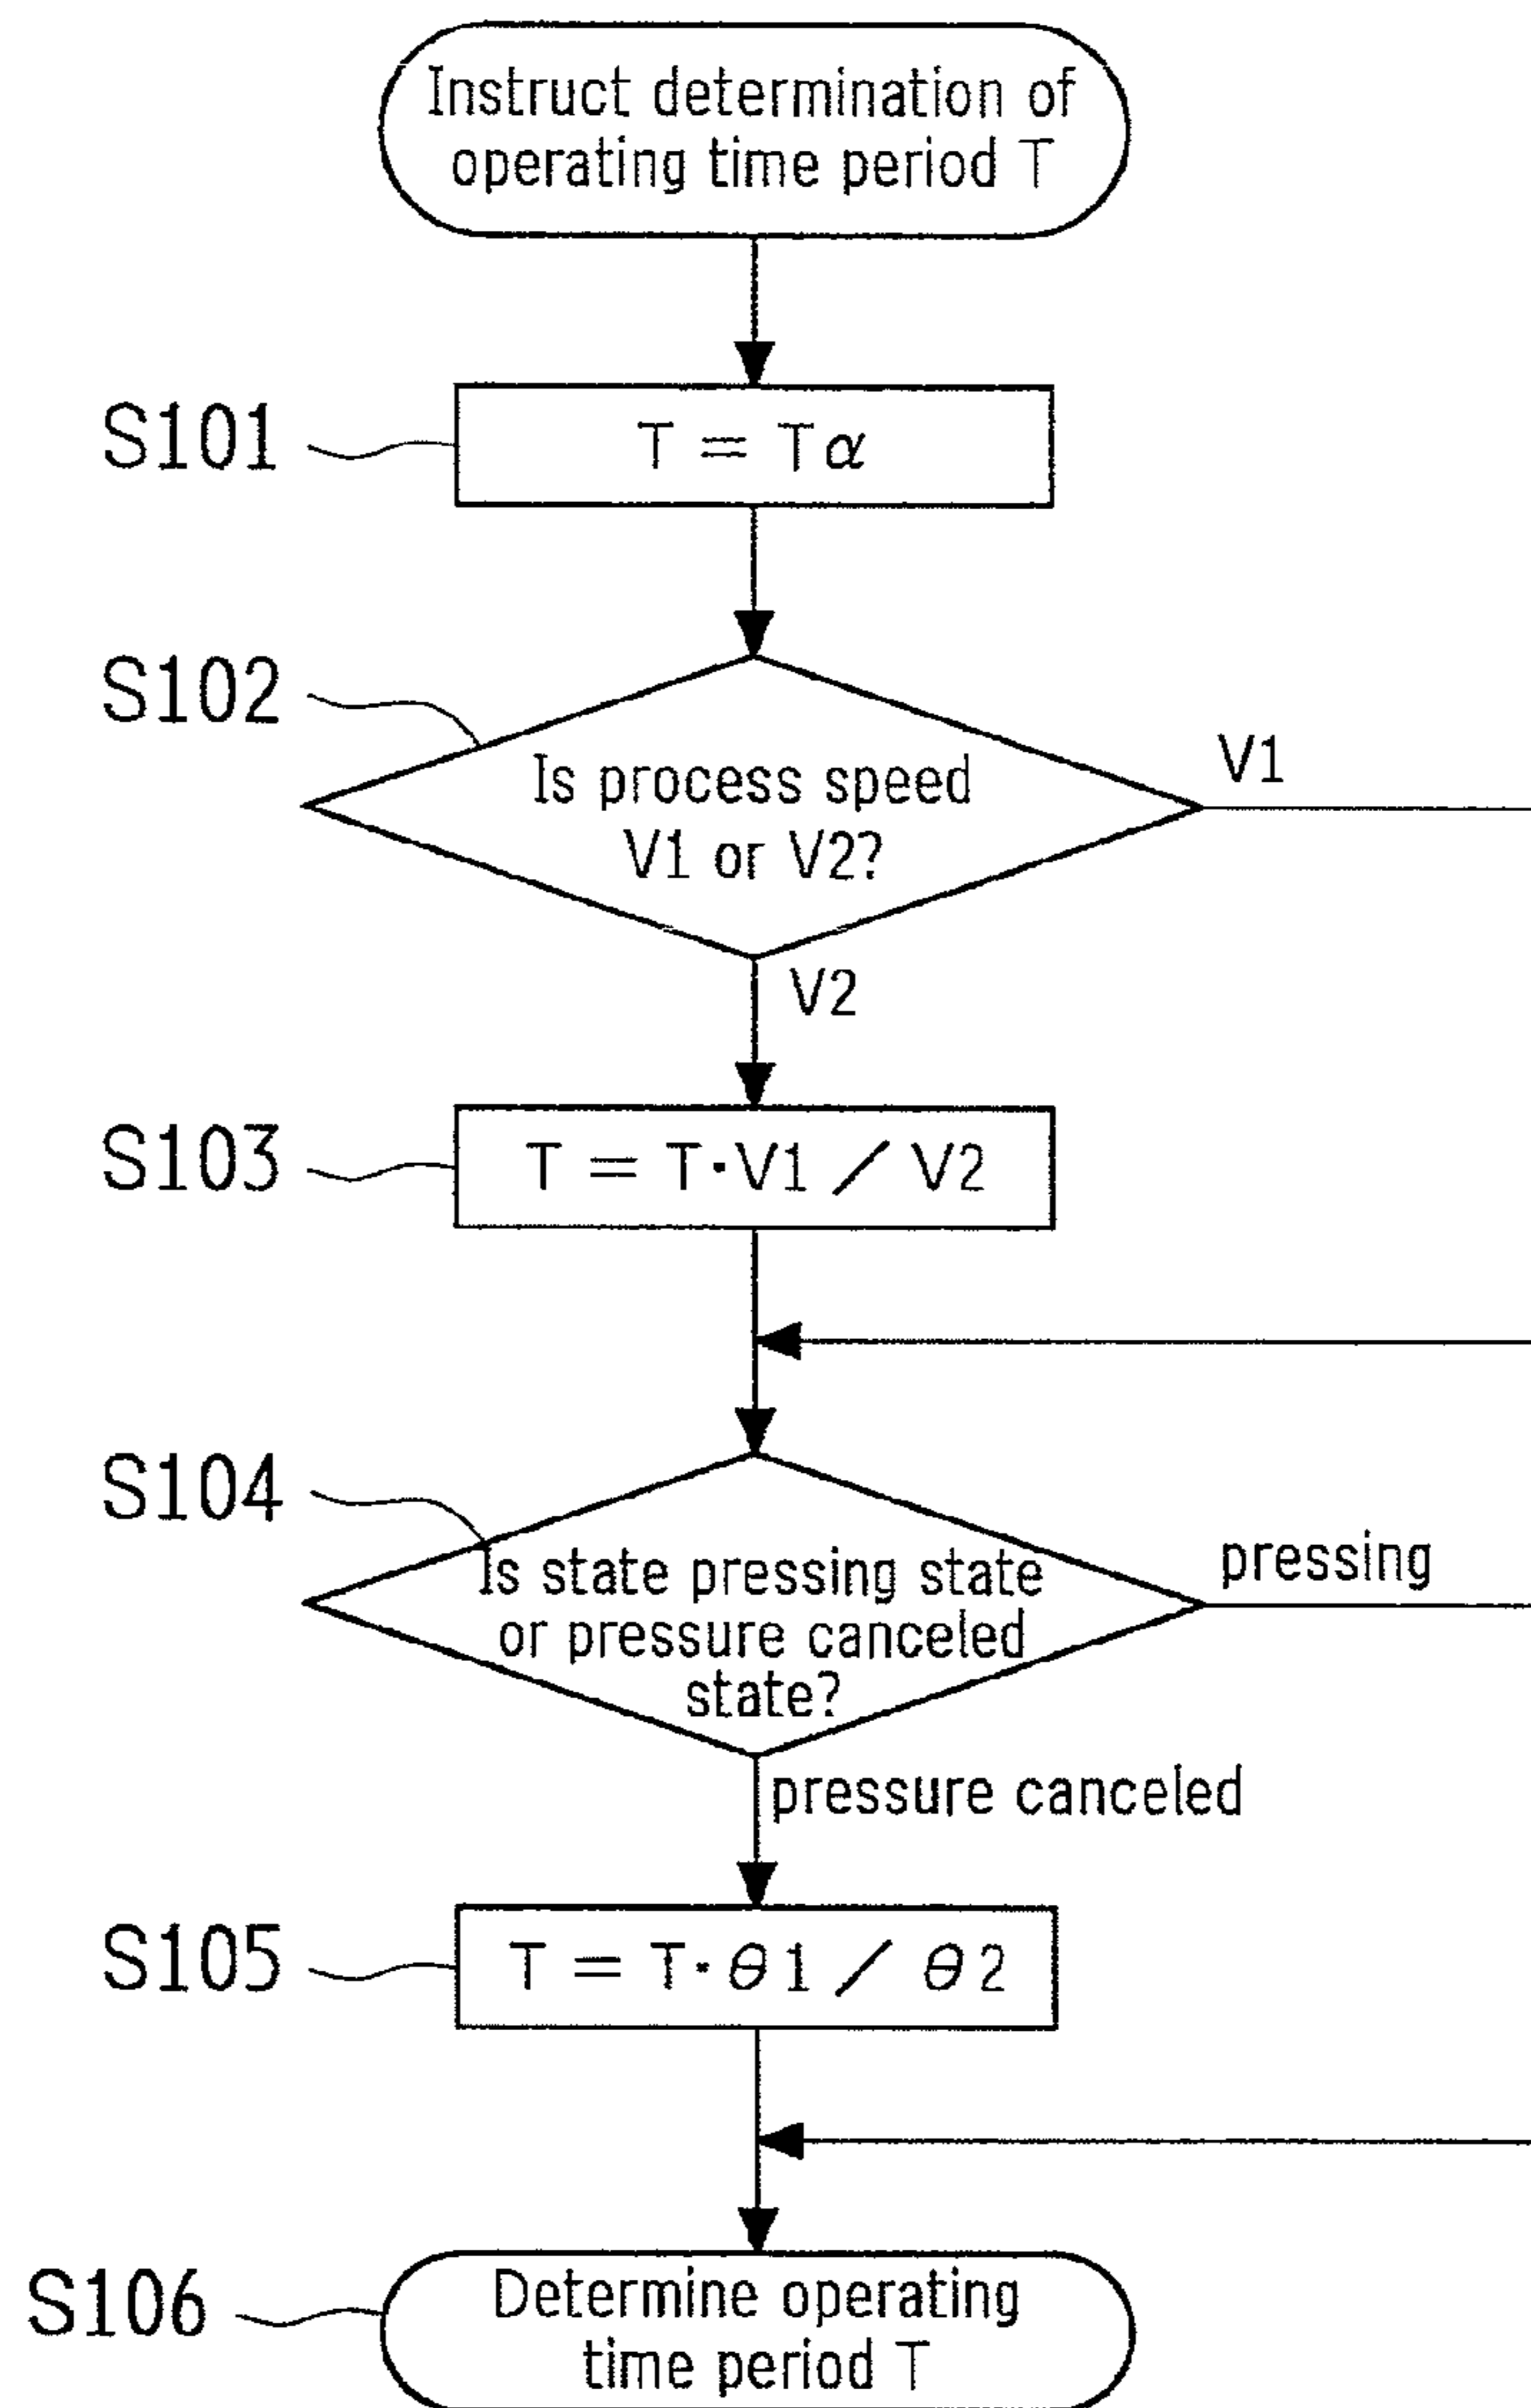 Instruct determination of
operating time period T
S101
T = Tα
S102
Is process speed
V1 or V2?
V1
V2
S103
T = T·V1 / V2
S104
Is state pressing state
or pressure canceled
state?
pressing
pressure canceled
S105
T = T·θ1 / θ2
S106
Determine operating
time period T